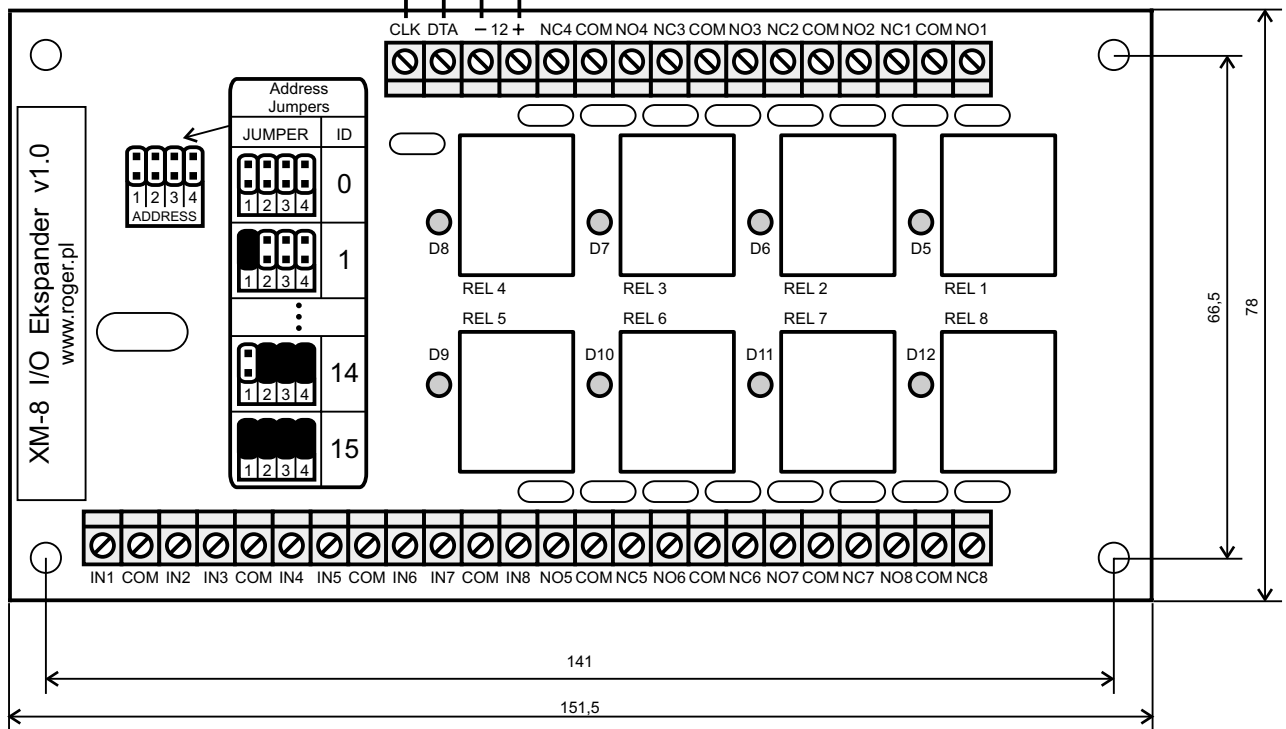 CLK DTA − 12 + NC4 COM NO4 NC3 COM NO3 NC2 COM NO2 NC1 COM NO1
XM-8 I/O Ekspander v1.0
www.roger.pl
1 2 3 4
ADDRESS
Address
Jumpers
JUMPER ID
1 2 3 4
0
1 2 3 4
1
1 2 3 4
14
1 2 3 4
15
D8 D7 D6 D5
REL 4 REL 3 REL 2 REL 1
REL 5 REL 6 REL 7 REL 8
D9 D10 D11 D12
IN1 COM IN2 IN3 COM IN4 IN5 COM IN6 IN7 COM IN8 NO5 COM NC5 NO6 COM NC6 NO7 COM NC7 NO8 COM NC8
66,5
78
141
151,5